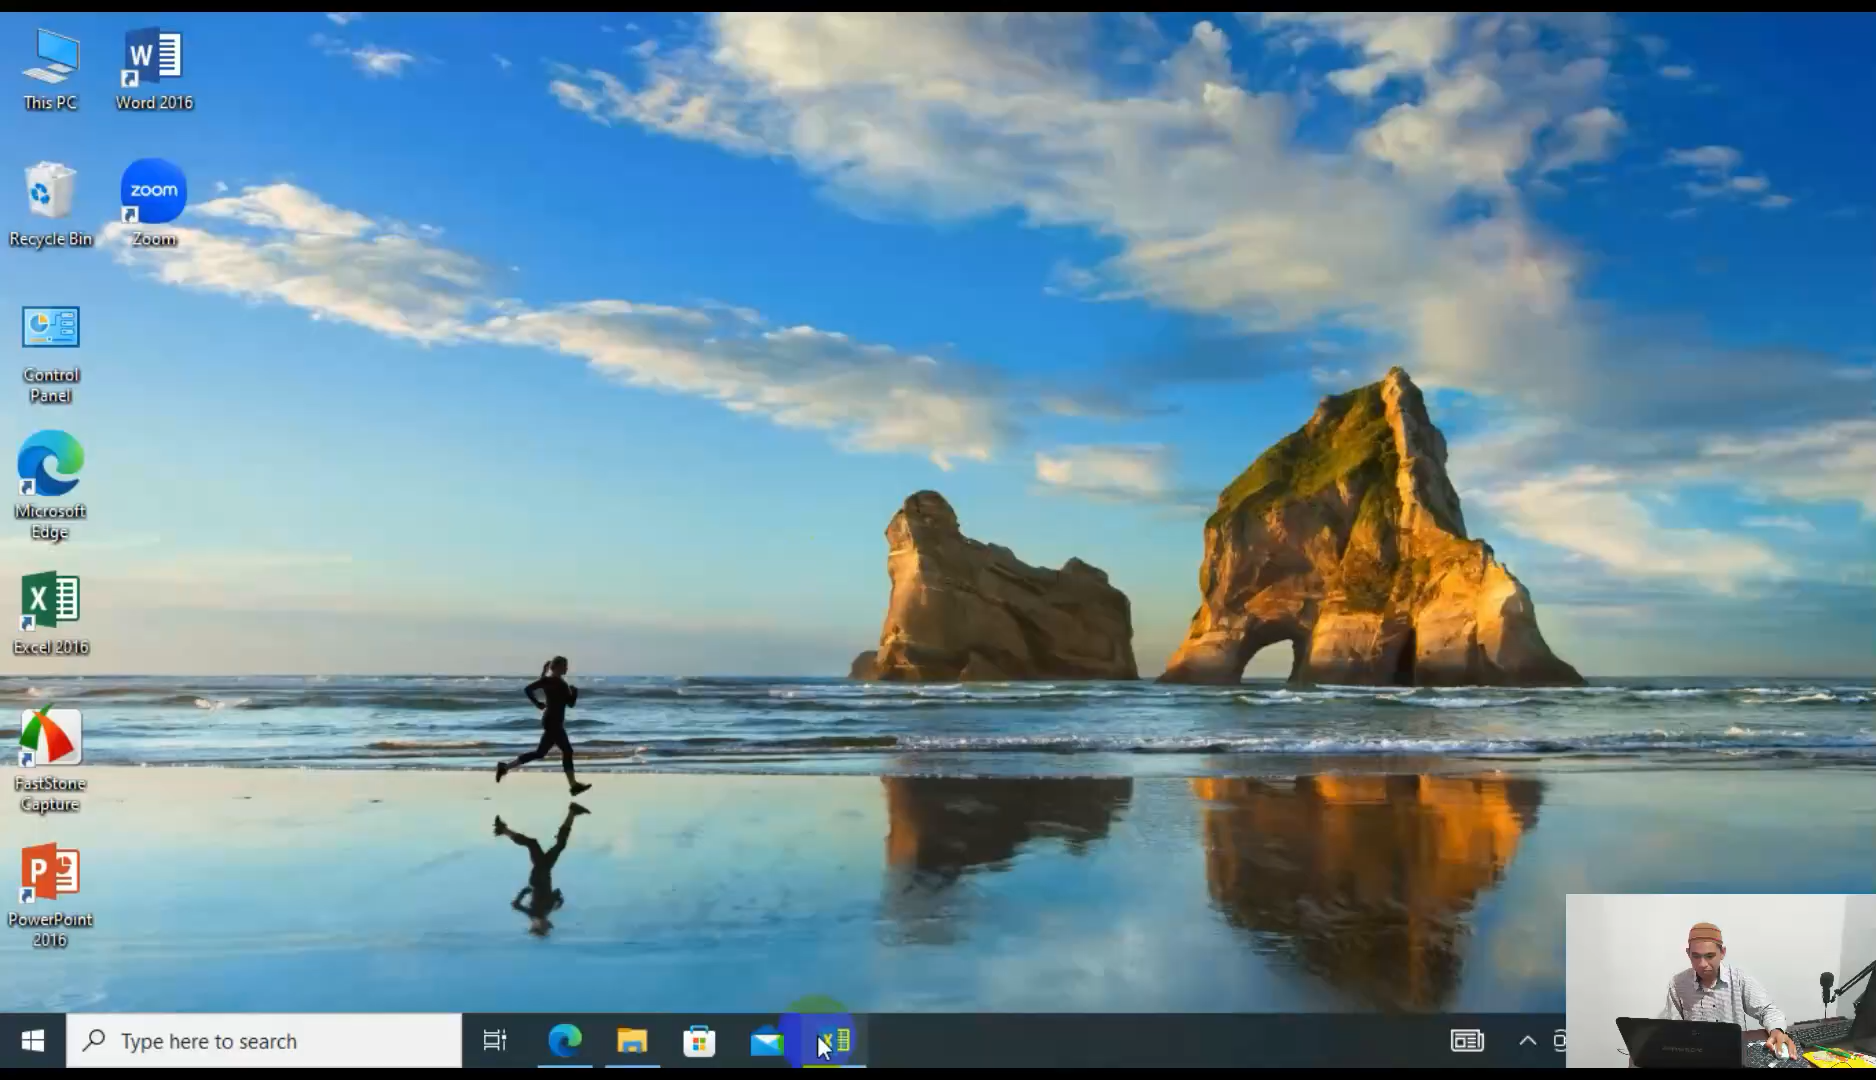 This PC
W
Word 2016
Recycle Bin
zoom
Zoom
Control
Panel
Microsoft
Edge
X
Excel 2016
FastStone
Capture
P
PowerPoint
2016
Type here to search
X